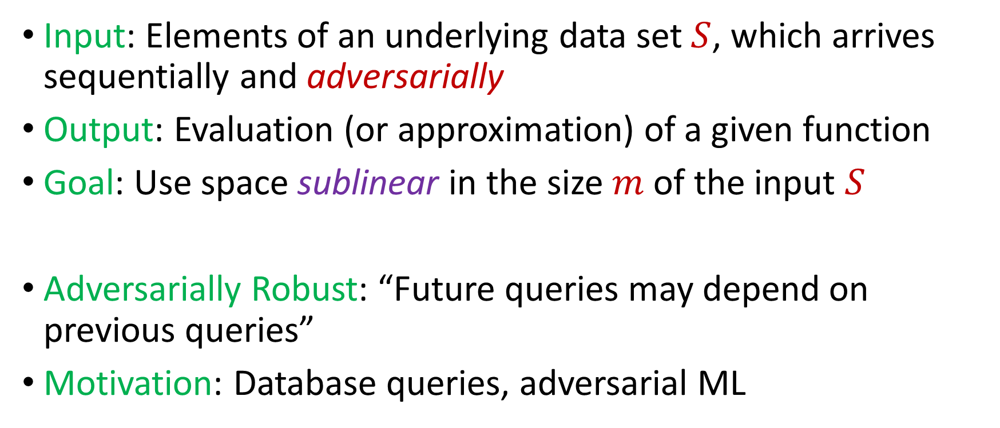 • Input: Elements of an underlying data set S, which arrives
sequentially and adversarially
• Output: Evaluation (or approximation) of a given function
• Goal: Use space sublinear in the size m of the input S
• Adversarially Robust: “Future queries may depend on
previous queries”
• Motivation: Database queries, adversarial ML